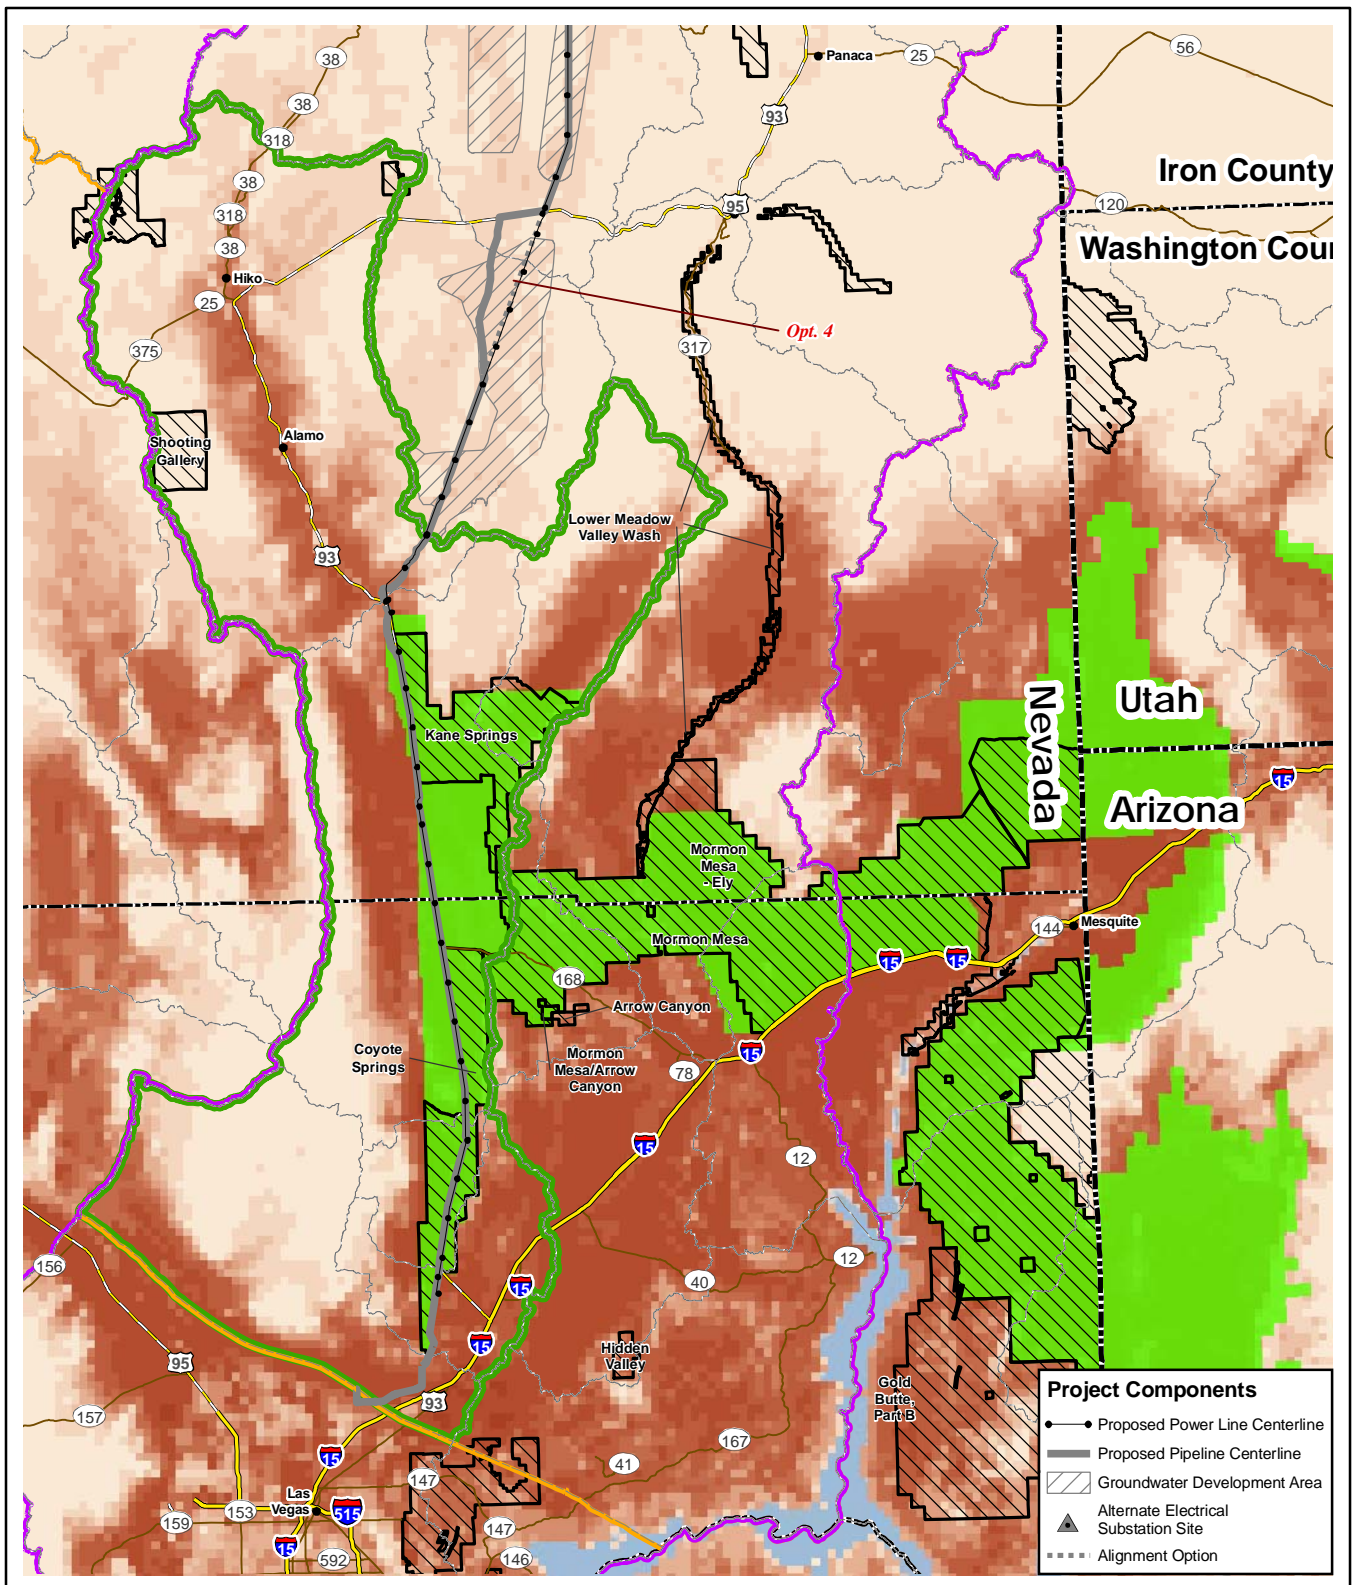 56
Panaca
25
38
93
38
318
Iron County
38
95
120
318
38
Washington Cour
Hiko
25
Opt. 4
317
375
Shooting
Gallery
Alamo
Lower Meadow
Valley Wash
93
Nevada
Utah
Kane Springs
15
Arizona
Mormon
Mesa
- Ely
Mesquite
144
Mormon Mesa
15
15
168
Arrow Canyon
Coyote
Springs
Mormon
Mesa/Arrow
Canyon
15
78
15
12
12
156
40
15
15
Hidden
Valley
95
Gold
Butte,
Part B
93
157
167
15
41
147
Las
Vegas
153
515
159
147
15
592
146
Project Components
Proposed Power Line Centerline
Proposed Pipeline Centerline
Groundwater Development Area
Alternate Electrical
Substation Site
Alignment Option